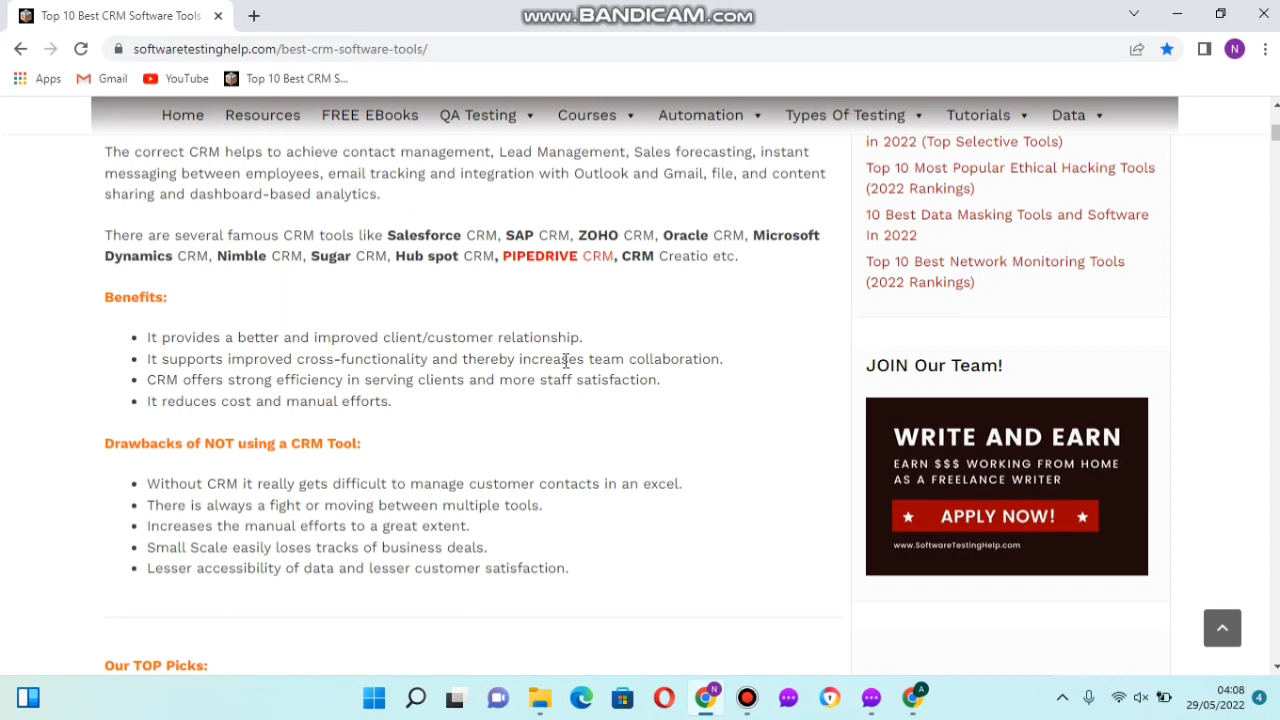 Top 10 Best CRM Software Tools
WWW.BANDICAM.COM
softwaretestinghelp.com/best-crm-software-tools/
N
Apps
Gmail
YouTube
Top 10 Best CRM S...
Home
Resources
FREE EBooks
QA Testing
Courses
Automation
Types Of Testing
Tutorials
Data
The correct CRM helps to achieve contact management, Lead Management, Sales forecasting, instant
messaging between employees, email tracking and integration with Outlook and Gmail, file, and content
sharing and dashboard-based analytics.
There are several famous CRM tools like Salesforce CRM, SAP CRM, ZOHO CRM, Oracle CRM, Microsoft
Dynamics CRM, Nimble CRM, Sugar CRM, Hub spot CRM, PIPEDRIVE CRM, CRM Creatio etc.
Benefits:
It provides a better and improved client/customer relationship.
It supports improved cross-functionality and thereby increases team collaboration.
CRM offers strong efficiency in serving clients and more staff satisfaction.
It reduces cost and manual efforts.
Drawbacks of NOT using a CRM Tool:
Without CRM it really gets difficult to manage customer contacts in an excel.
There is always a fight or moving between multiple tools.
Increases the manual efforts to a great extent.
Small Scale easily loses tracks of business deals.
Lesser accessibility of data and lesser customer satisfaction.
Our TOP Picks:
in 2022 (Top Selective Tools)
Top 10 Most Popular Ethical Hacking Tools
(2022 Rankings)
10 Best Data Masking Tools and Software
In 2022
Top 10 Best Network Monitoring Tools
(2022 Rankings)
JOIN Our Team!
WRITE AND EARN
EARN $$$ WORKING FROM HOME
AS A FREELANCE WRITER
APPLY NOW!
www.SoftwareTestingHelp.com
N
A
04:08
29/05/2022
4